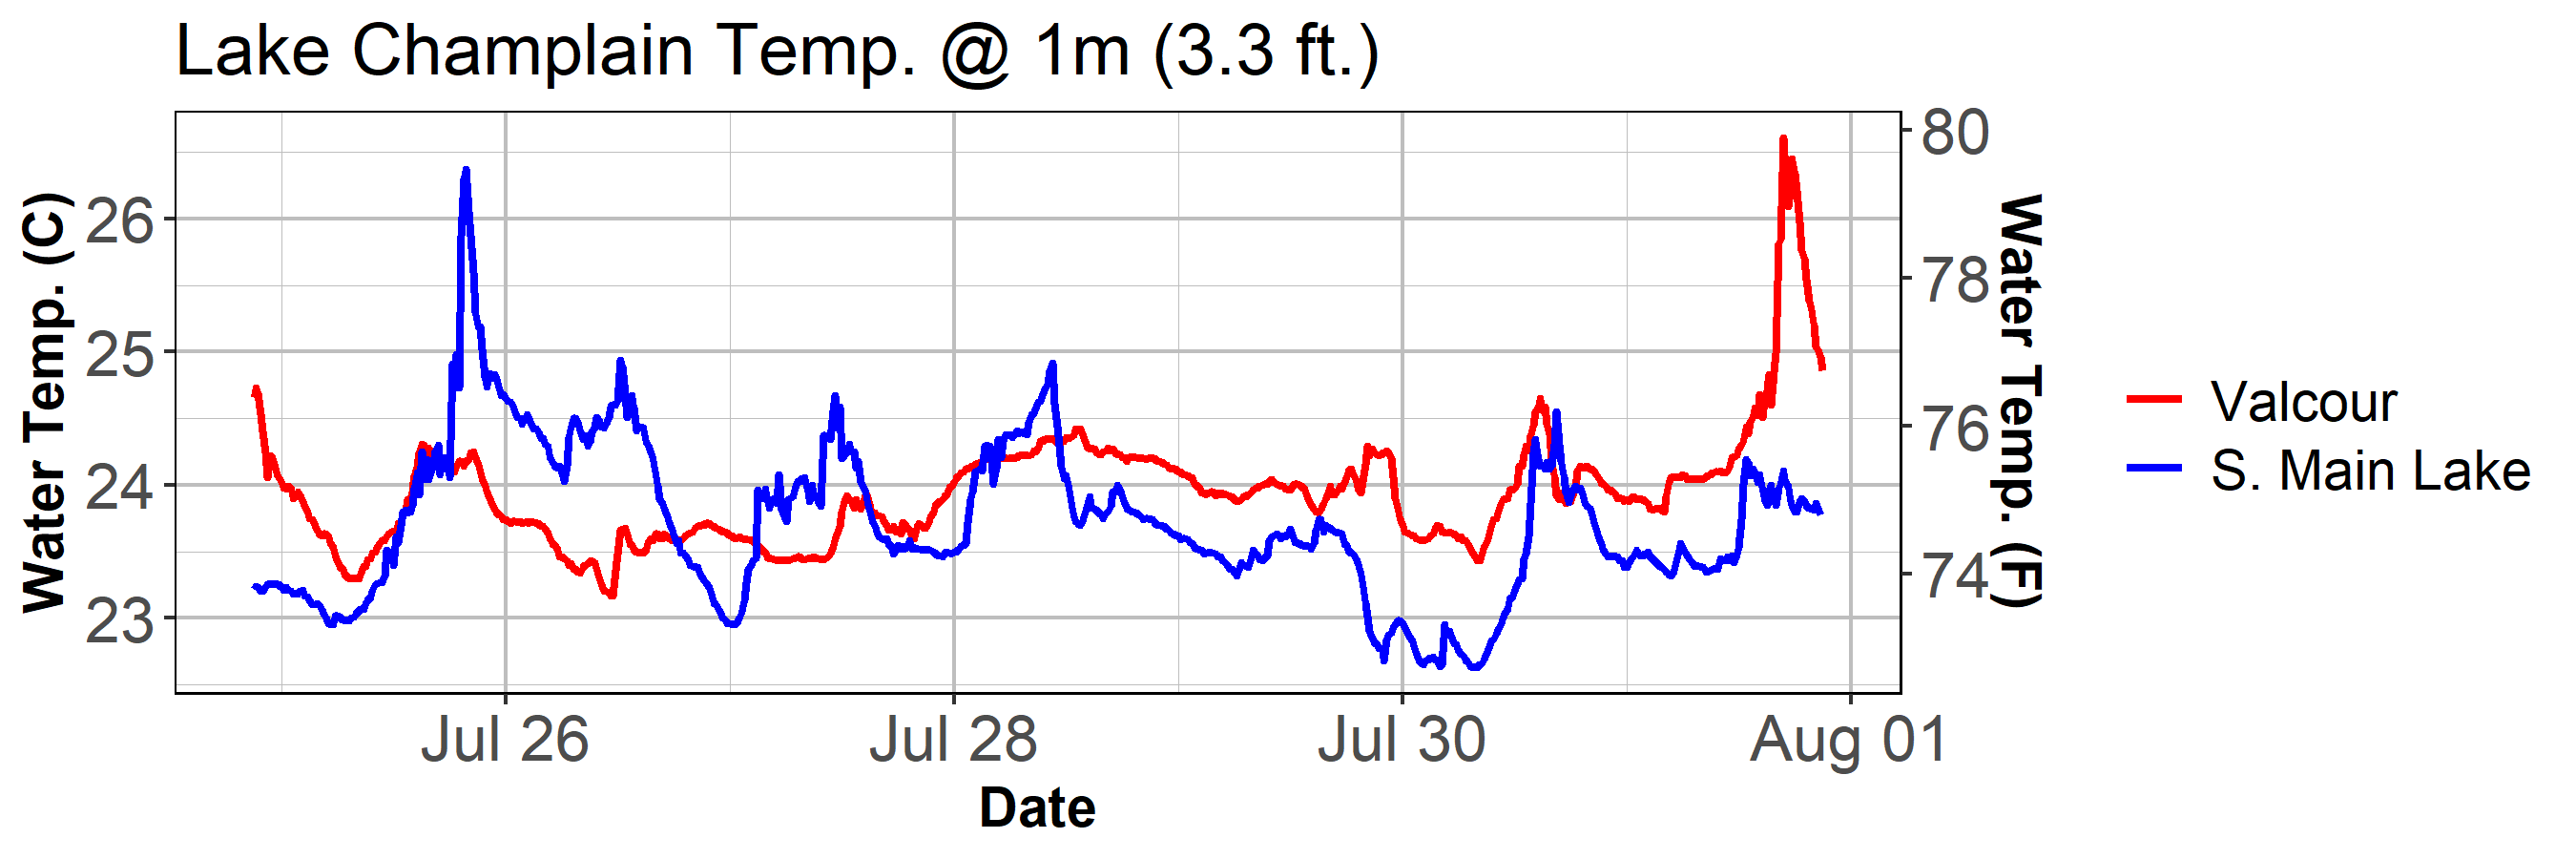 Lake Champlain Temp. @ 1m (3.3 ft.)
Water Temp. (C)
26
25
24
23
80
78
76
74
Water Temp. (F)
Jul 26
Jul 28
Jul 30
Aug 01
Date
Valcour
S. Main Lake